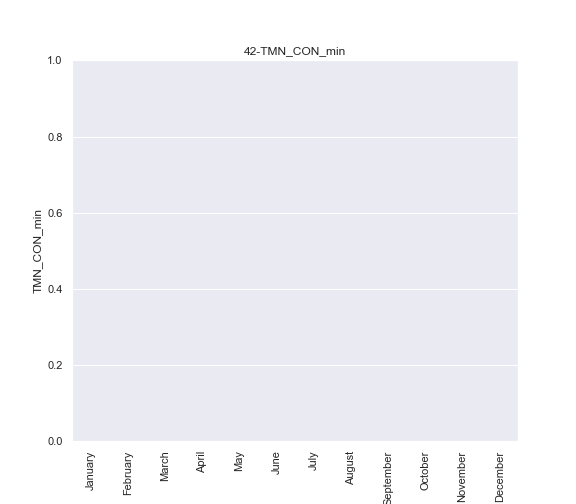 42-TMN_CON_min
1.0
0.8
0.6
0.4
0.2
0.0
TMN_CON_min
January
February
March
April
May
June
July
August
September
October
November
December